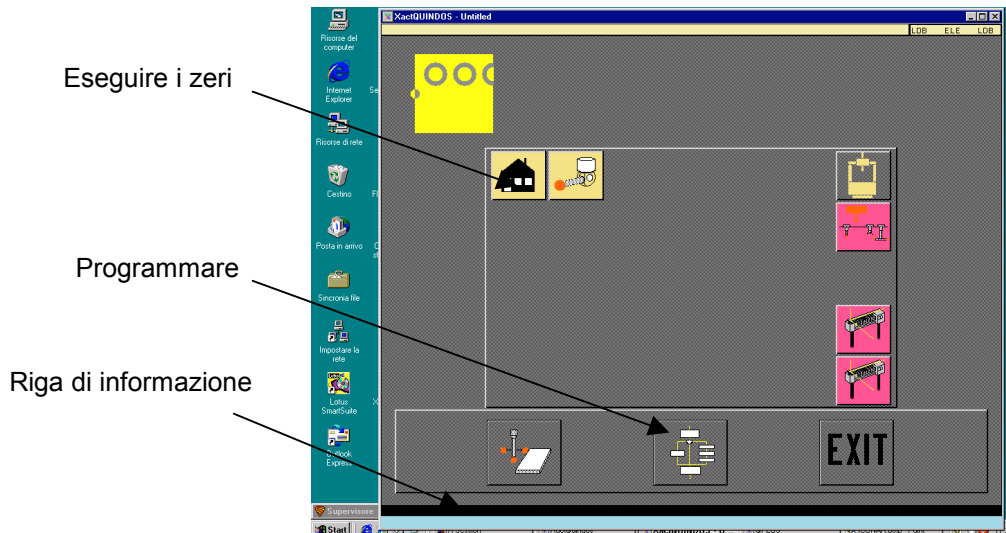 XactQUINDOS - Untitled
LDB ELE LDB
Risorse del
computer
Eseguire i zeri
Internet
Explorer
Se
Risorse di rete
Cestino
Posta in arrivo
Sincronia file
Programmare
Impostare la
rete
Riga di informazione
Lotus
SmartSuite
X
Outlook
Express
EXIT
Supervisore
Start